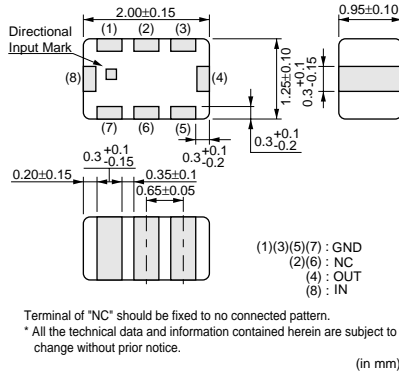 2.00±0.15
0.95±0.10
Directional
Input Mark
(1) (2) (3)
(8)
(4)
(7) (6) (5)
1.25±0.10
0.3 +0.1 -0.15
0.3 +0.1 -0.2
0.3 +0.1 -0.2
0.3 +0.1 -0.15
0.20±0.15
0.35±0.1
0.65±0.05
(1)(3)(5)(7) : GND
(2)(6) : NC
(4) : OUT
(8) : IN
Terminal of "NC" should be fixed to no connected pattern.
* All the technical data and information contained herein are subject to
change without prior notice.
(in mm)